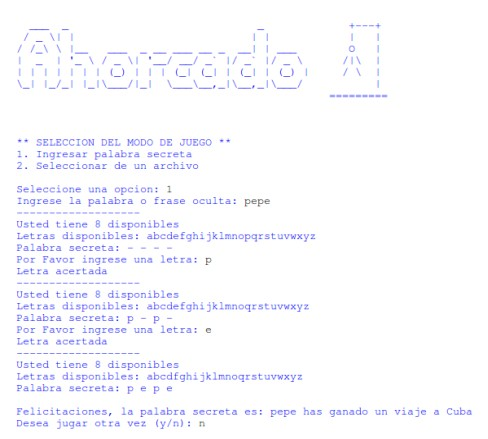 Ahorcado
** SELECCION DEL MODO DE JUEGO **
1. Ingresar palabra secreta
2. Seleccionar de un archivo
Seleccione una opcion: 1
Ingrese la palabra o frase oculta: pepe
-------------------
Usted tiene 8 disponibles
Letras disponibles: abcdefghijklmnopqrstuvwxyz
Palabra secreta: - - - -
Por Favor ingrese una letra: p
Letra acertada
-------------------
Usted tiene 8 disponibles
Letras disponibles: abcdefghijklmnoqrstuvwxyz
Palabra secreta: p - p -
Por Favor ingrese una letra: e
Letra acertada
-------------------
Usted tiene 8 disponibles
Letras disponibles: abcdfghijklmnoqrstuvwxyz
Palabra secreta: p e p e
Felicitaciones, la palabra secreta es: pepe has ganado un viaje a Cuba
Desea jugar otra vez (y/n): n